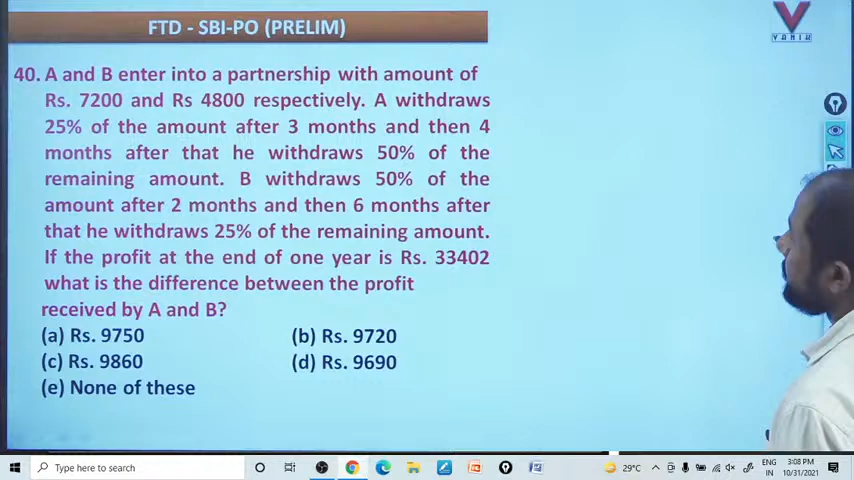 FTD - SBI-PO (PRELIM)
VANIK
40. A and B enter into a partnership with amount of
Rs. 7200 and Rs 4800 respectively. A withdraws
25% of the amount after 3 months and then 4
months after that he withdraws 50% of the
remaining amount. B withdraws 50% of the
amount after 2 months and then 6 months after
that he withdraws 25% of the remaining amount.
If the profit at the end of one year is Rs. 33402
what is the difference between the profit
received by A and B?
(a) Rs. 9750 (b) Rs. 9720
(c) Rs. 9860 (d) Rs. 9690
(e) None of these
Type here to search
29°C
ENG
IN
3:08 PM
10/31/2021